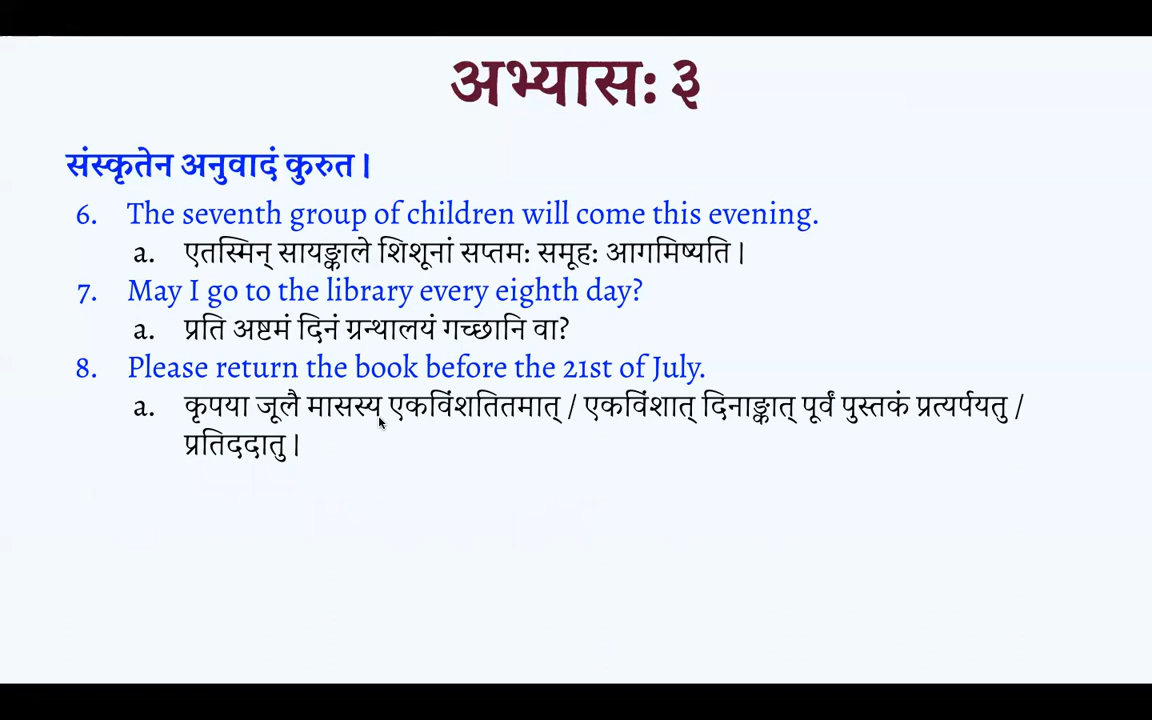 अभ्यासः ३
संस्कृतेन अनुवादं कुरुत।
6. The seventh group of children will come this evening.
a. एतस्मिन् सायङ्काले शिशूनां सप्तमः समूहः आगमिष्यति।
7. May I go to the library every eighth day?
a. प्रति अष्टमं दिनं ग्रन्थालयं गच्छानि वा?
8. Please return the book before the 21st of July.
a. कृपया जूलै मासस्य एकविंशतितमात् / एकविंशात् दिनाङ्कात् पूर्वं पुस्तकं प्रत्यर्पयतु /
प्रतिददातु।